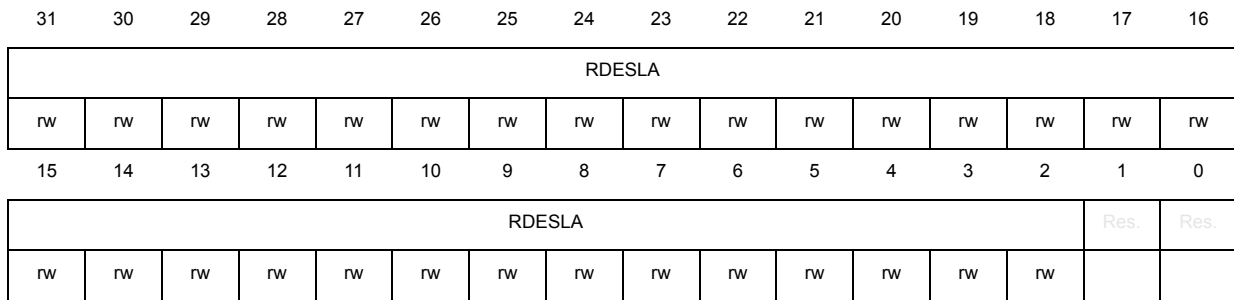 31 30 29 28 27 26 25 24 23 22 21 20 19 18 17 16
RDESLA
rw rw rw rw rw rw rw rw rw rw rw rw rw rw rw rw
15 14 13 12 11 10 9 8 7 6 5 4 3 2 1 0
RDESLA Res. Res.
rw rw rw rw rw rw rw rw rw rw rw rw rw rw